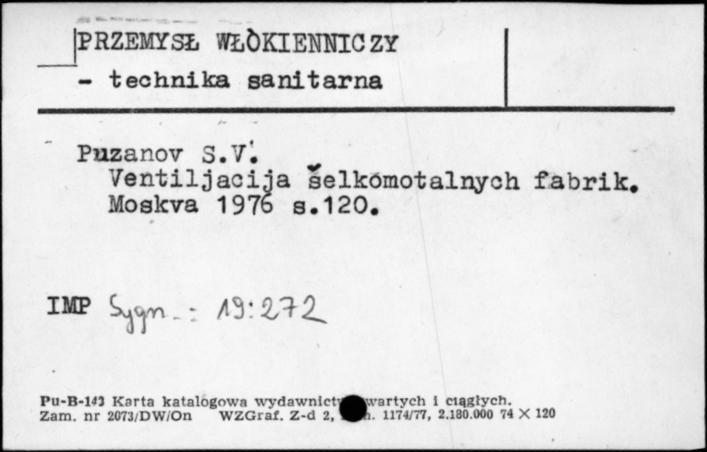 PRZEMYSŁ WŁÓKIENNICZY
- technika sanitarna
Puzanov S.V.
Ventiljacija šelkomotalnych fabrik.
Moskva 1976 s.120.
IMP Sygn.: 19:272
Pu-B-143 Karta katalogowa wydawnictw zwartych i ciągłych.
Zam. nr 2073/DW/On WZGraf. Z-d 2, 1174/77, 2.180.000 74 X 120